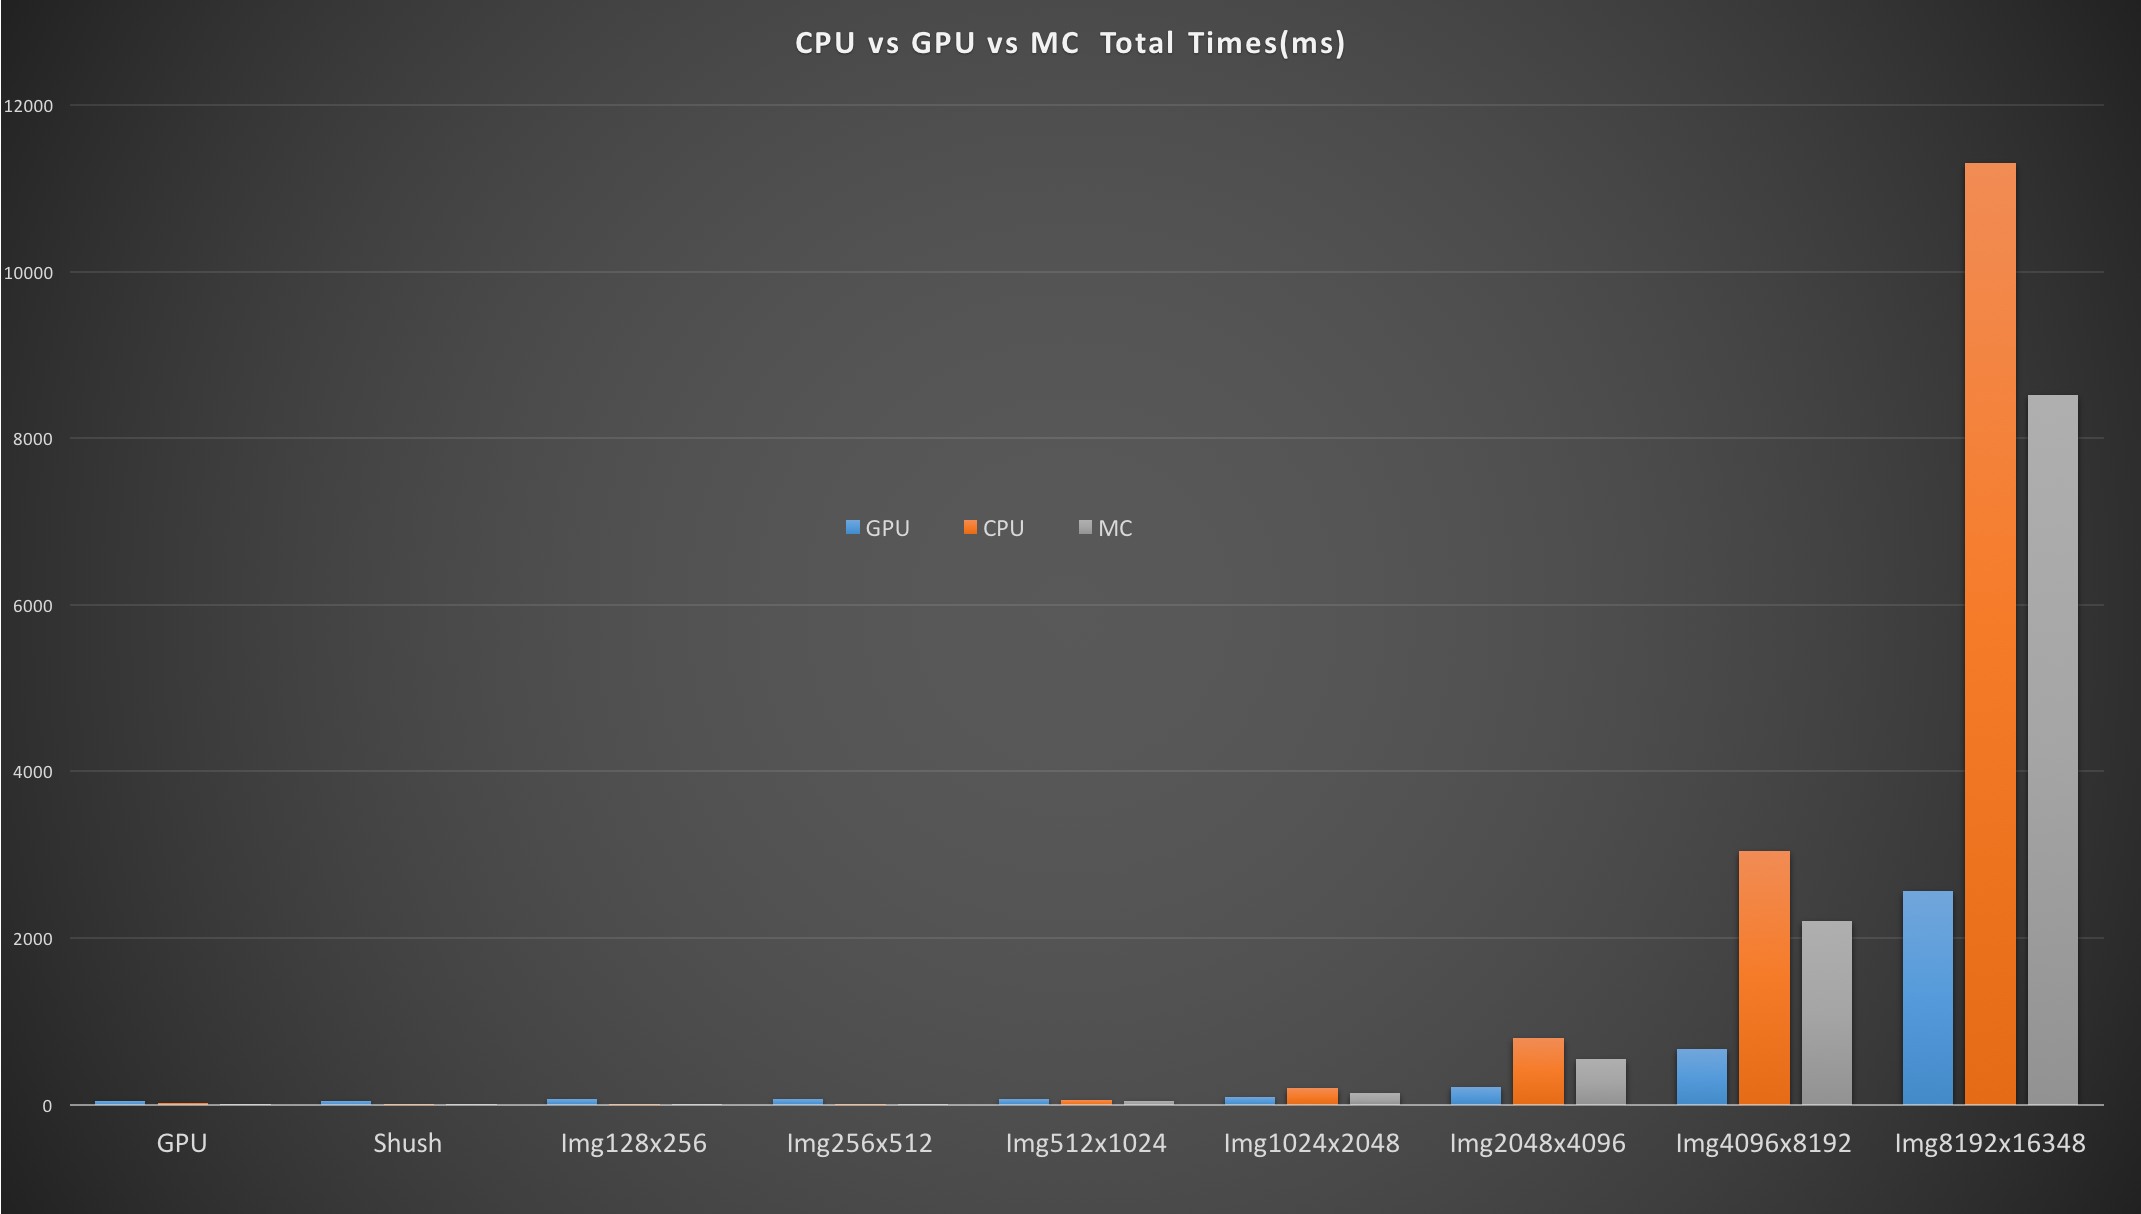 CPU vs GPU vs MC  Total Times(ms)
12000
10000
8000
GPU CPU MC
6000
4000
2000
0
GPU Shush Img128x256 Img256x512 Img512x1024 Img1024x2048 Img2048x4096 Img4096x8192 Img8192x16348